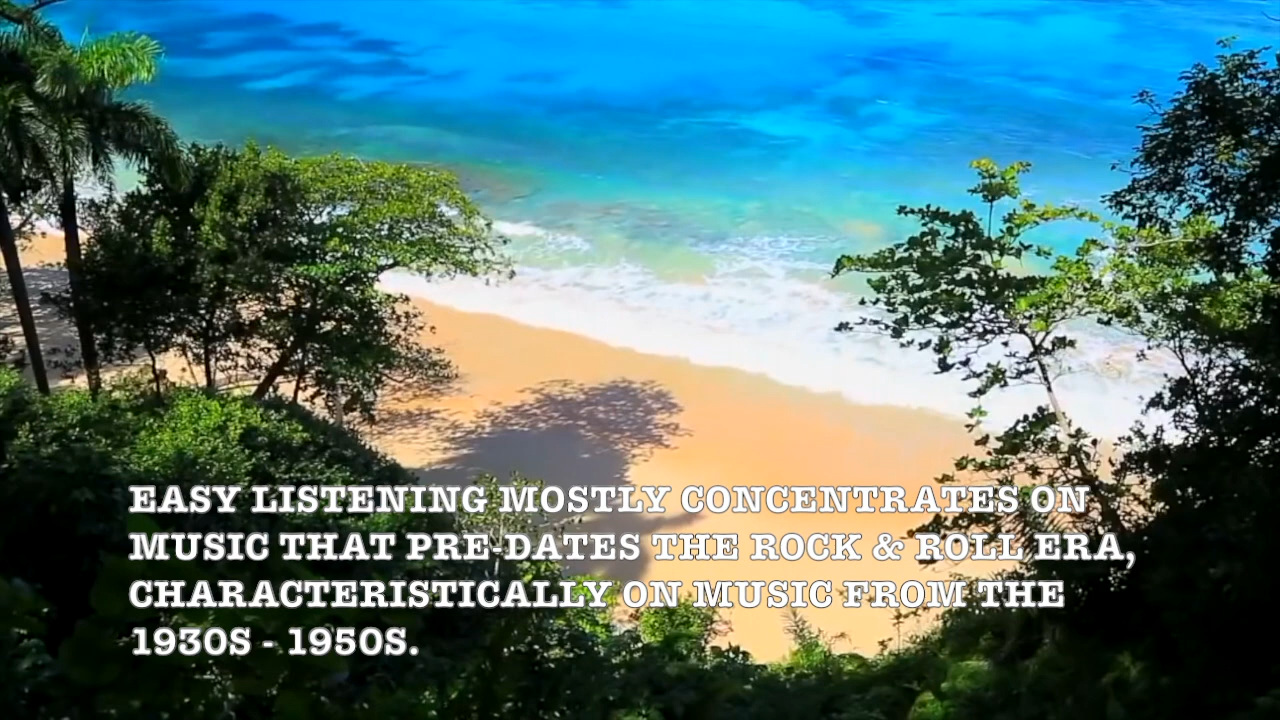 EASY LISTENING MOSTLY CONCENTRATES ON
MUSIC THAT PRE-DATES THE ROCK & ROLL ERA,
CHARACTERISTICALLY ON MUSIC FROM THE
1930S - 1950S.